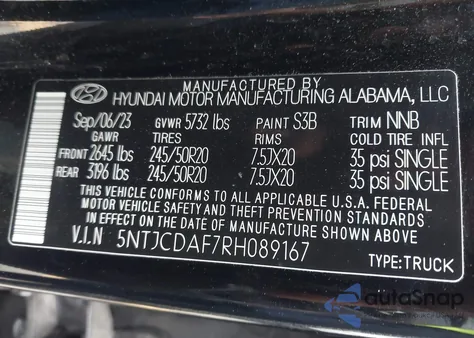 MANUFACTURED BY
HYUNDAI MOTOR MANUFACTURING ALABAMA, LLC
Sep/06/23 GVWR 5732 lbs PAINT S3B TRIM NNB
GAWR TIRES RIMS COLD TIRE INFL
FRONT 2645 lbs 245/50R20 7.5JX20 35 psi SINGLE
REAR 3196 lbs 245/50R20 7.5JX20 35 psi SINGLE
THIS VEHICLE CONFORMS TO ALL APPLICABLE U.S.A. FEDERAL
MOTOR VEHICLE SAFETY AND THEFT PREVENTION STANDARDS
IN EFFECT ON THE DATE OF MANUFACTURE SHOWN ABOVE
V.I.N 5NTJCDAF7RH089167
TYPE:TRUCK
autoSnap